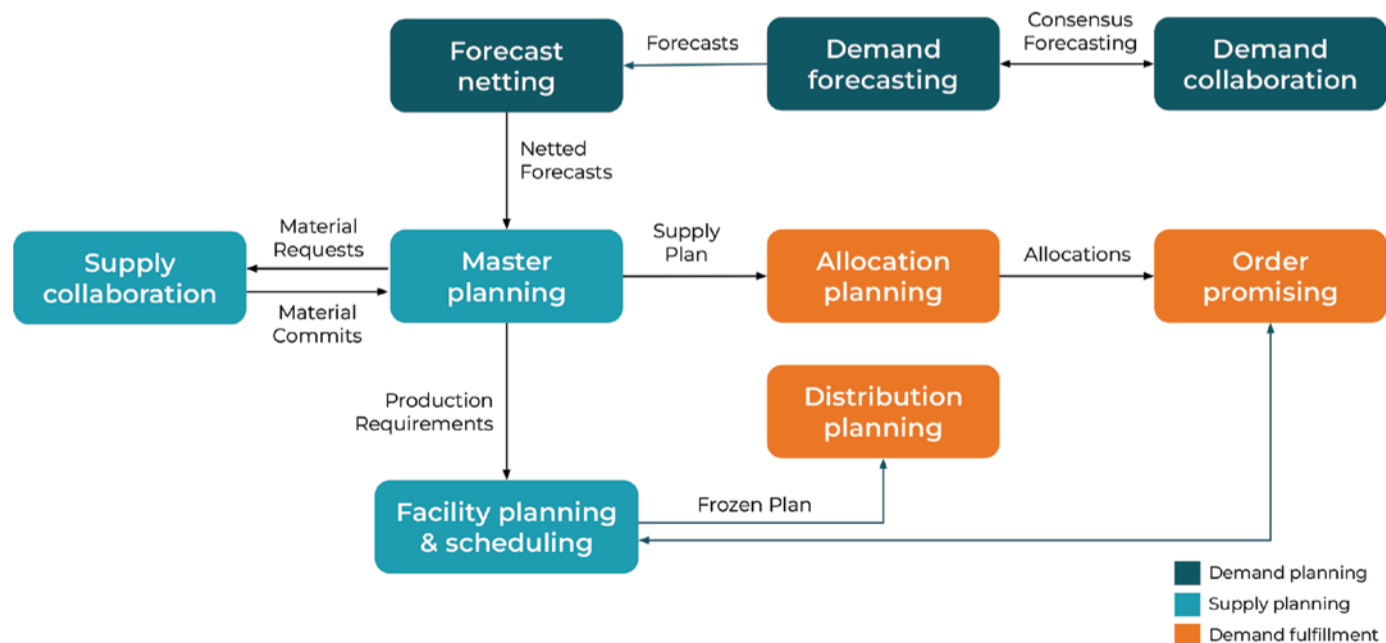 Forecast
netting
Forecasts
Demand
forecasting
Consensus
Forecasting
Demand
collaboration
Netted
Forecasts
Supply
collaboration
Material
Requests
Material
Commits
Master
planning
Supply
Plan
Allocation
planning
Allocations
Order
promising
Production
Requirements
Distribution
planning
Facility planning
& scheduling
Frozen Plan
Demand planning
Supply planning
Demand fulfillment